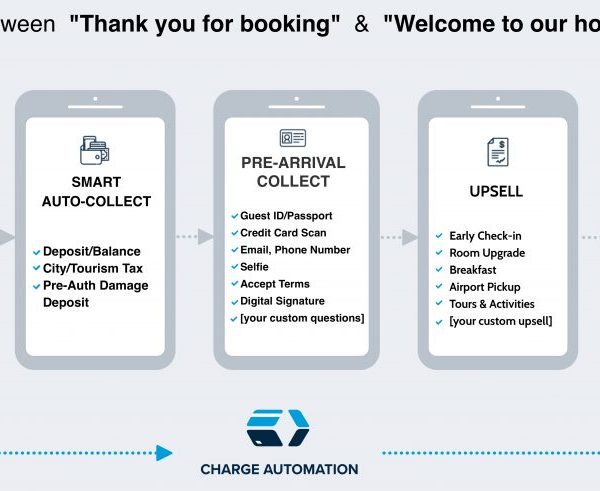 ween "Thank you for booking" & "Welcome to our ho
SMART
AUTO-COLLECT
Deposit/Balance
City/Tourism Tax
Pre-Auth Damage
Deposit
PRE-ARRIVAL
COLLECT
Guest ID/Passport
Credit Card Scan
Email, Phone Number
Selfie
Accept Terms
Digital Signature
[your custom questions]
$
UPSELL
Early Check-in
Room Upgrade
Breakfast
Airport Pickup
Tours & Activities
[your custom upsell]
CHARGE AUTOMATION